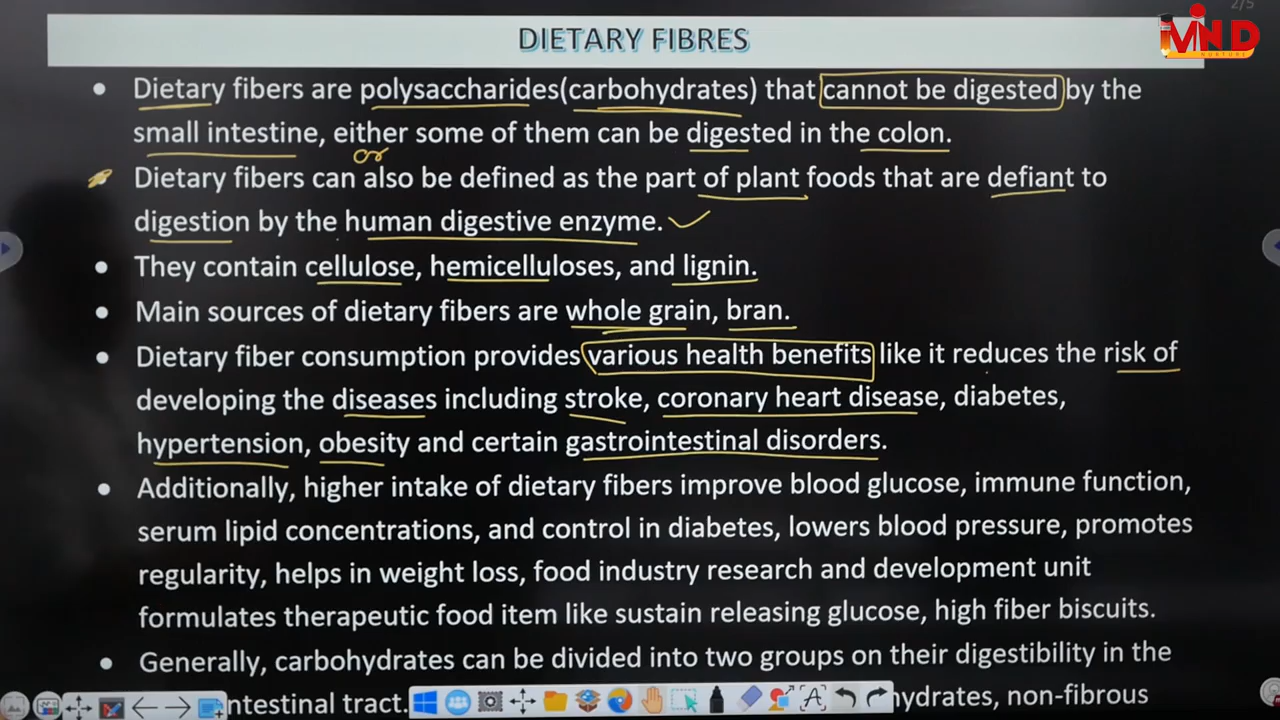 2/5
MIND
NURTURE
DIETARY FIBRES
• Dietary fibers are polysaccharides(carbohydrates) that cannot be digested by the
small intestine, either some of them can be digested in the colon.
or
Dietary fibers can also be defined as the part of plant foods that are defiant to
digestion by the human digestive enzyme.
• They contain cellulose, hemicelluloses, and lignin.
• Main sources of dietary fibers are whole grain, bran.
• Dietary fiber consumption provides various health benefits like it reduces the risk of
developing the diseases including stroke, coronary heart disease, diabetes,
hypertension, obesity and certain gastrointestinal disorders.
• Additionally, higher intake of dietary fibers improve blood glucose, immune function,
serum lipid concentrations, and control in diabetes, lowers blood pressure, promotes
regularity, helps in weight loss, food industry research and development unit
formulates therapeutic food item like sustain releasing glucose, high fiber biscuits.
• Generally, carbohydrates can be divided into two groups on their digestibility in the
ntestinal tract. hydrates, non-fibrous